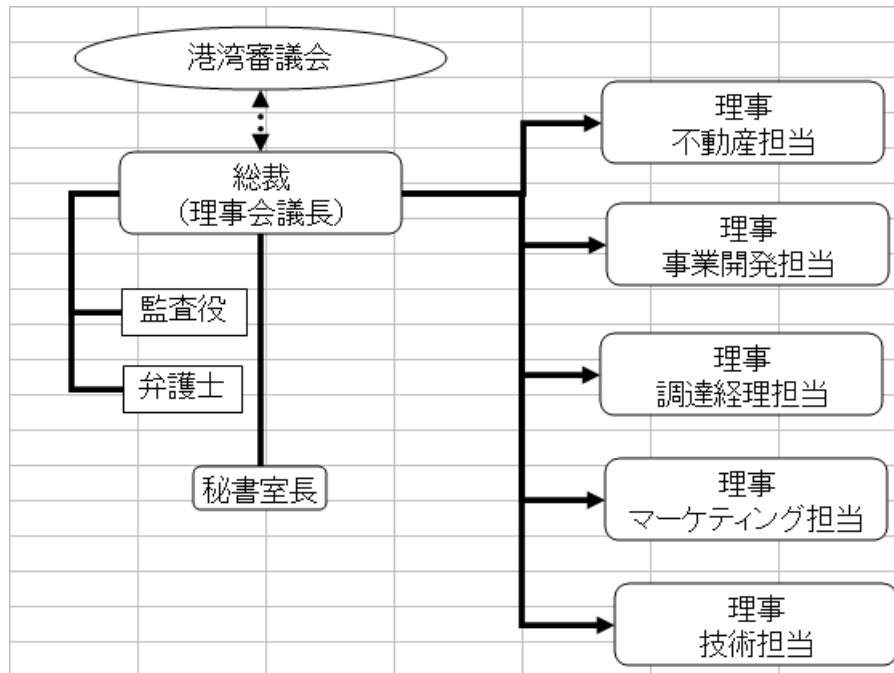 港湾審議会
総裁
（理事会議長）
監査役
弁護士
秘書室長
理事
不動産担当
理事
事業開発担当
理事
調達経理担当
理事
マーケティング担当
理事
技術担当